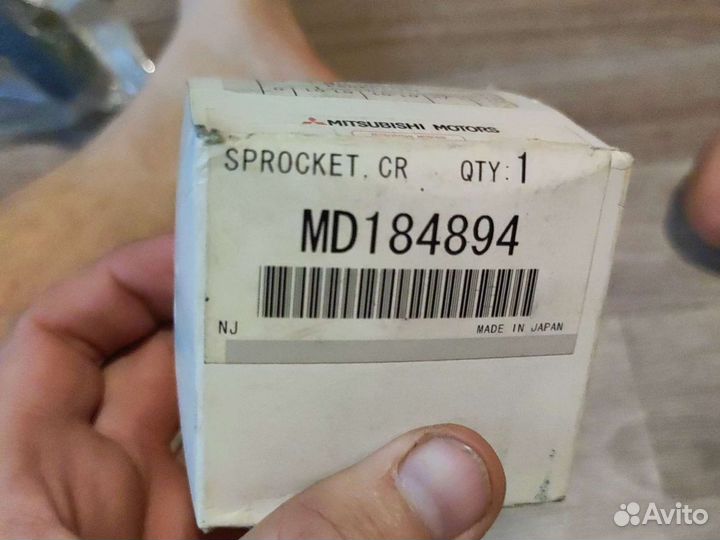 MITSUBISHI MOTORS
SPROCKET, CR QTY:1
MD184894
NJ MADE IN JAPAN
Avito